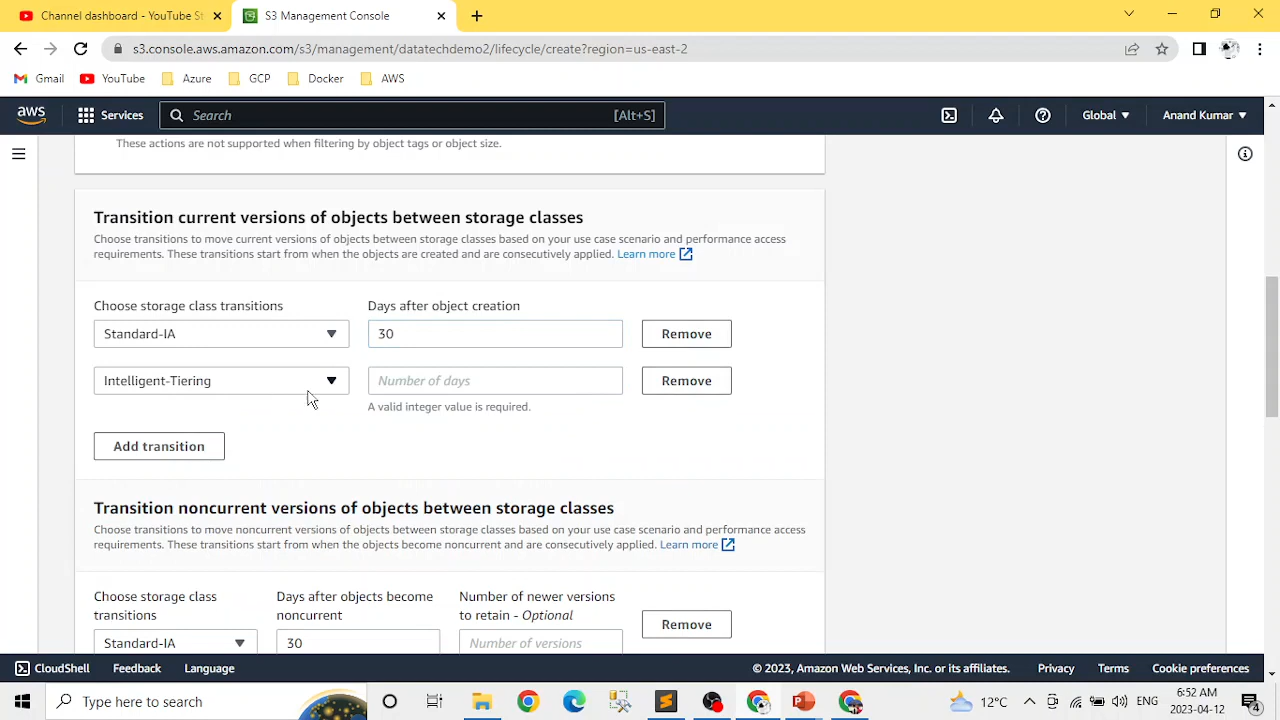 Channel dashboard - YouTube St
S3 Management Console
s3.console.aws.amazon.com/s3/management/datatechdemo2/lifecycle/create?region=us-east-2
Gmail YouTube Azure GCP Docker AWS
aws Services Search [Alt+S] Global Anand Kumar
These actions are not supported when filtering by object tags or object size.
Transition current versions of objects between storage classes
Choose transitions to move current versions of objects between storage classes based on your use case scenario and performance access
requirements. These transitions start from when the objects are created and are consecutively applied. Learn more
Choose storage class transitions Days after object creation
Standard-IA 30 Remove
Intelligent-Tiering Number of days Remove
A valid integer value is required.
Add transition
Transition noncurrent versions of objects between storage classes
Choose transitions to move noncurrent versions of objects between storage classes based on your use case scenario and performance access
requirements. These transitions start from when the objects become noncurrent and are consecutively applied. Learn more
Choose storage class transitions
Days after objects become noncurrent
Number of newer versions to retain - Optional
Remove
Standard-IA 30 Number of versions
CloudShell Feedback Language © 2023, Amazon Web Services, Inc. or its affiliates. Privacy Terms Cookie preferences
Type here to search 12°C ENG 6:52 AM
2023-04-12 4